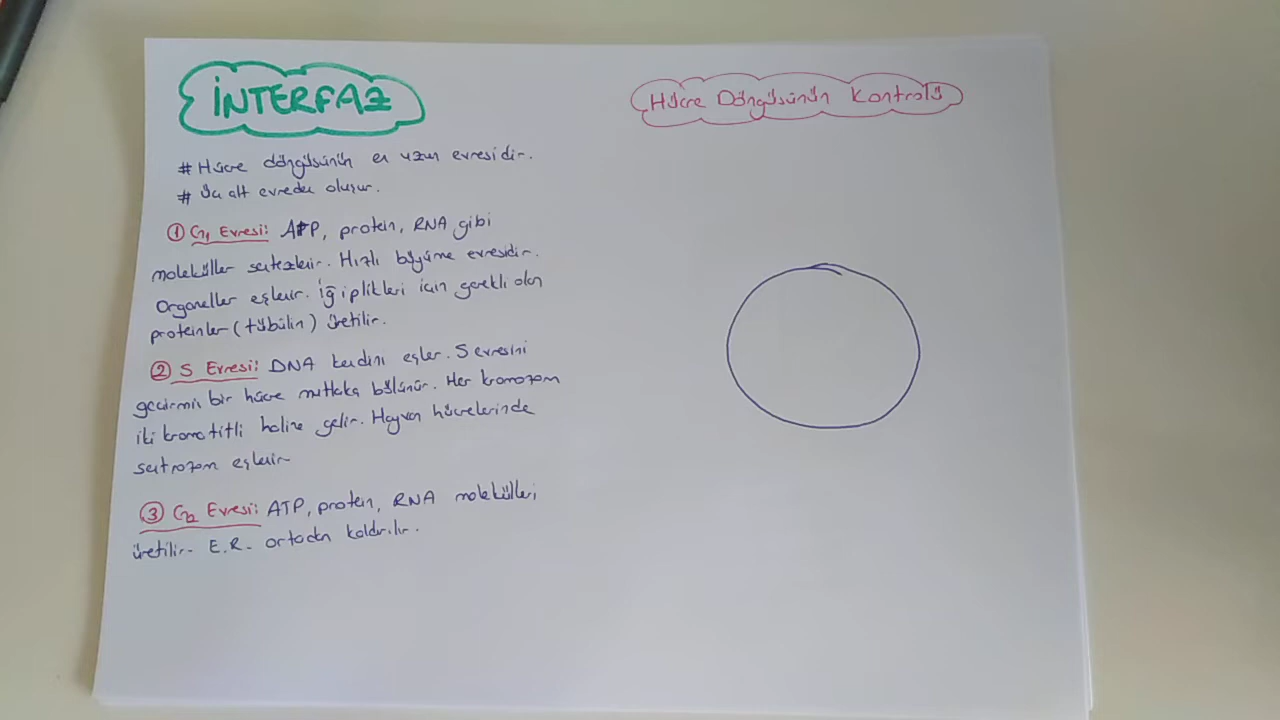 İNTERFAZ
# Hücre döngüsünün en uzun evresidir.
# Üç alt evreden oluşur.
① G1 Evresi: ATP, protein, RNA gibi
moleküller sentezlenir. Hızlı büyüme evresidir.
Organeller eşlenir. İğ iplikleri için gerekli olan
proteinler (tübülin) üretilir.
② S Evresi: DNA kendini eşler. S evresini
geçirmiş bir hücre mutlaka bölünür. Her kromozom
iki kromatitli haline gelir. Hayvan hücrelerinde
sentrozom eşlenir
③ G2 Evresi: ATP, protein, RNA molekülleri
üretilir. E.R. ortadan kaldırılır.
Hücre Döngüsünün Kontrolü